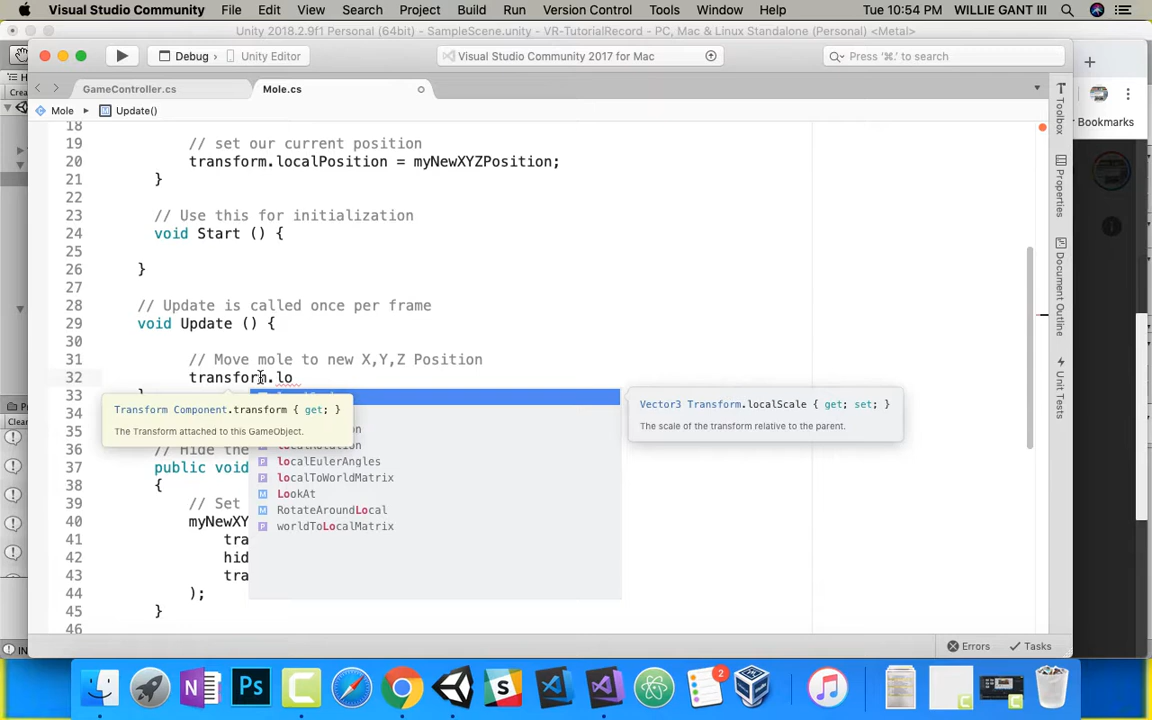 Visual Studio Community File Edit View Search Project Build Run Version Control Tools Window Help Tue 10:54 PM WILLIE GANT III
Unity 2018.2.9f1 Personal (64bit) - SampleScene.unity - VR-TutorialRecord - PC, Mac & Linux Standalone (Personal) <Metal>
Debug Unity Editor Visual Studio Community 2017 for Mac Press '⌘.' to search
GameController.cs Mole.cs
Bookmarks
Mole Update()
18
19 // set our current position
20 transform.localPosition = myNewXYZPosition;
21 }
22
23 // Use this for initialization
24 void Start () {
25
26 }
27
28 // Update is called once per frame
29 void Update () {
30
31 // Move mole to new X,Y,Z Position
32 transform.lo
33
Transform Component.transform { get; }
The Transform attached to this GameObject.
Vector3 Transform.localScale { get; set; }
The scale of the transform relative to the parent.
localEulerAngles
localToWorldMatrix
LookAt
RotateAroundLocal
worldToLocalMatrix
36 // Hide the
37 public void
38 {
39 // Set
40 myNewXY
41 tra
42 hid
43 tra
44 );
45 }
46
Toolbox
Properties
Document Outline
Unit Tests
Errors Tasks
2